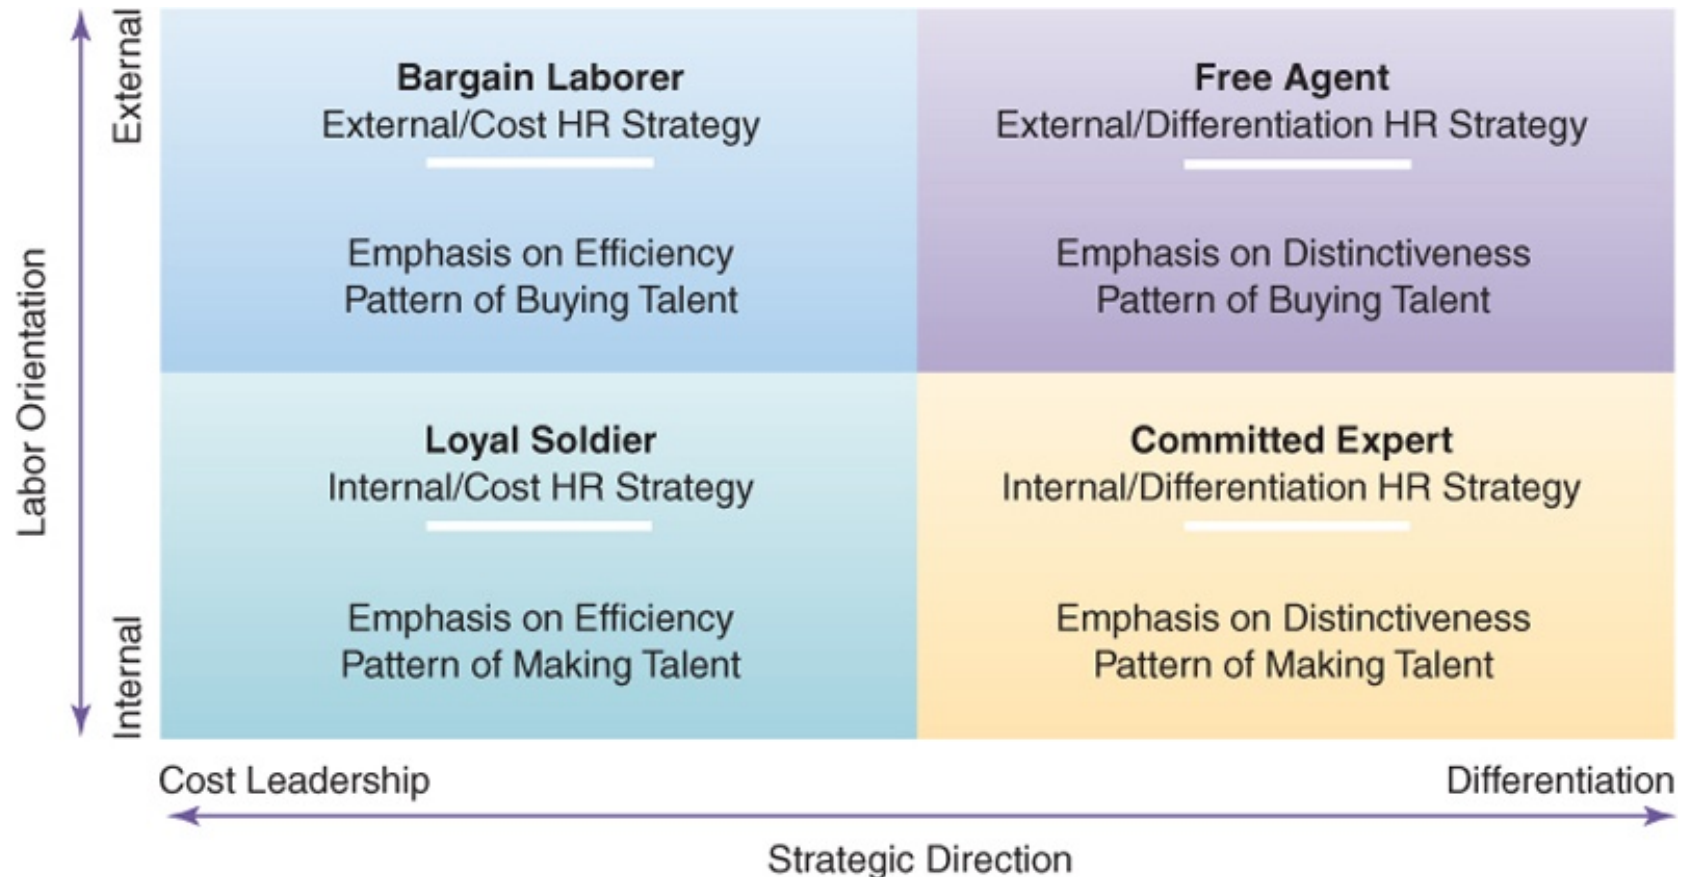 External
Bargain Laborer
External/Cost HR Strategy
Emphasis on Efficiency
Pattern of Buying Talent
Free Agent
External/Differentiation HR Strategy
Emphasis on Distinctiveness
Pattern of Buying Talent
Labor Orientation
Internal
Loyal Soldier
Internal/Cost HR Strategy
Emphasis on Efficiency
Pattern of Making Talent
Committed Expert
Internal/Differentiation HR Strategy
Emphasis on Distinctiveness
Pattern of Making Talent
Cost Leadership
Differentiation
Strategic Direction